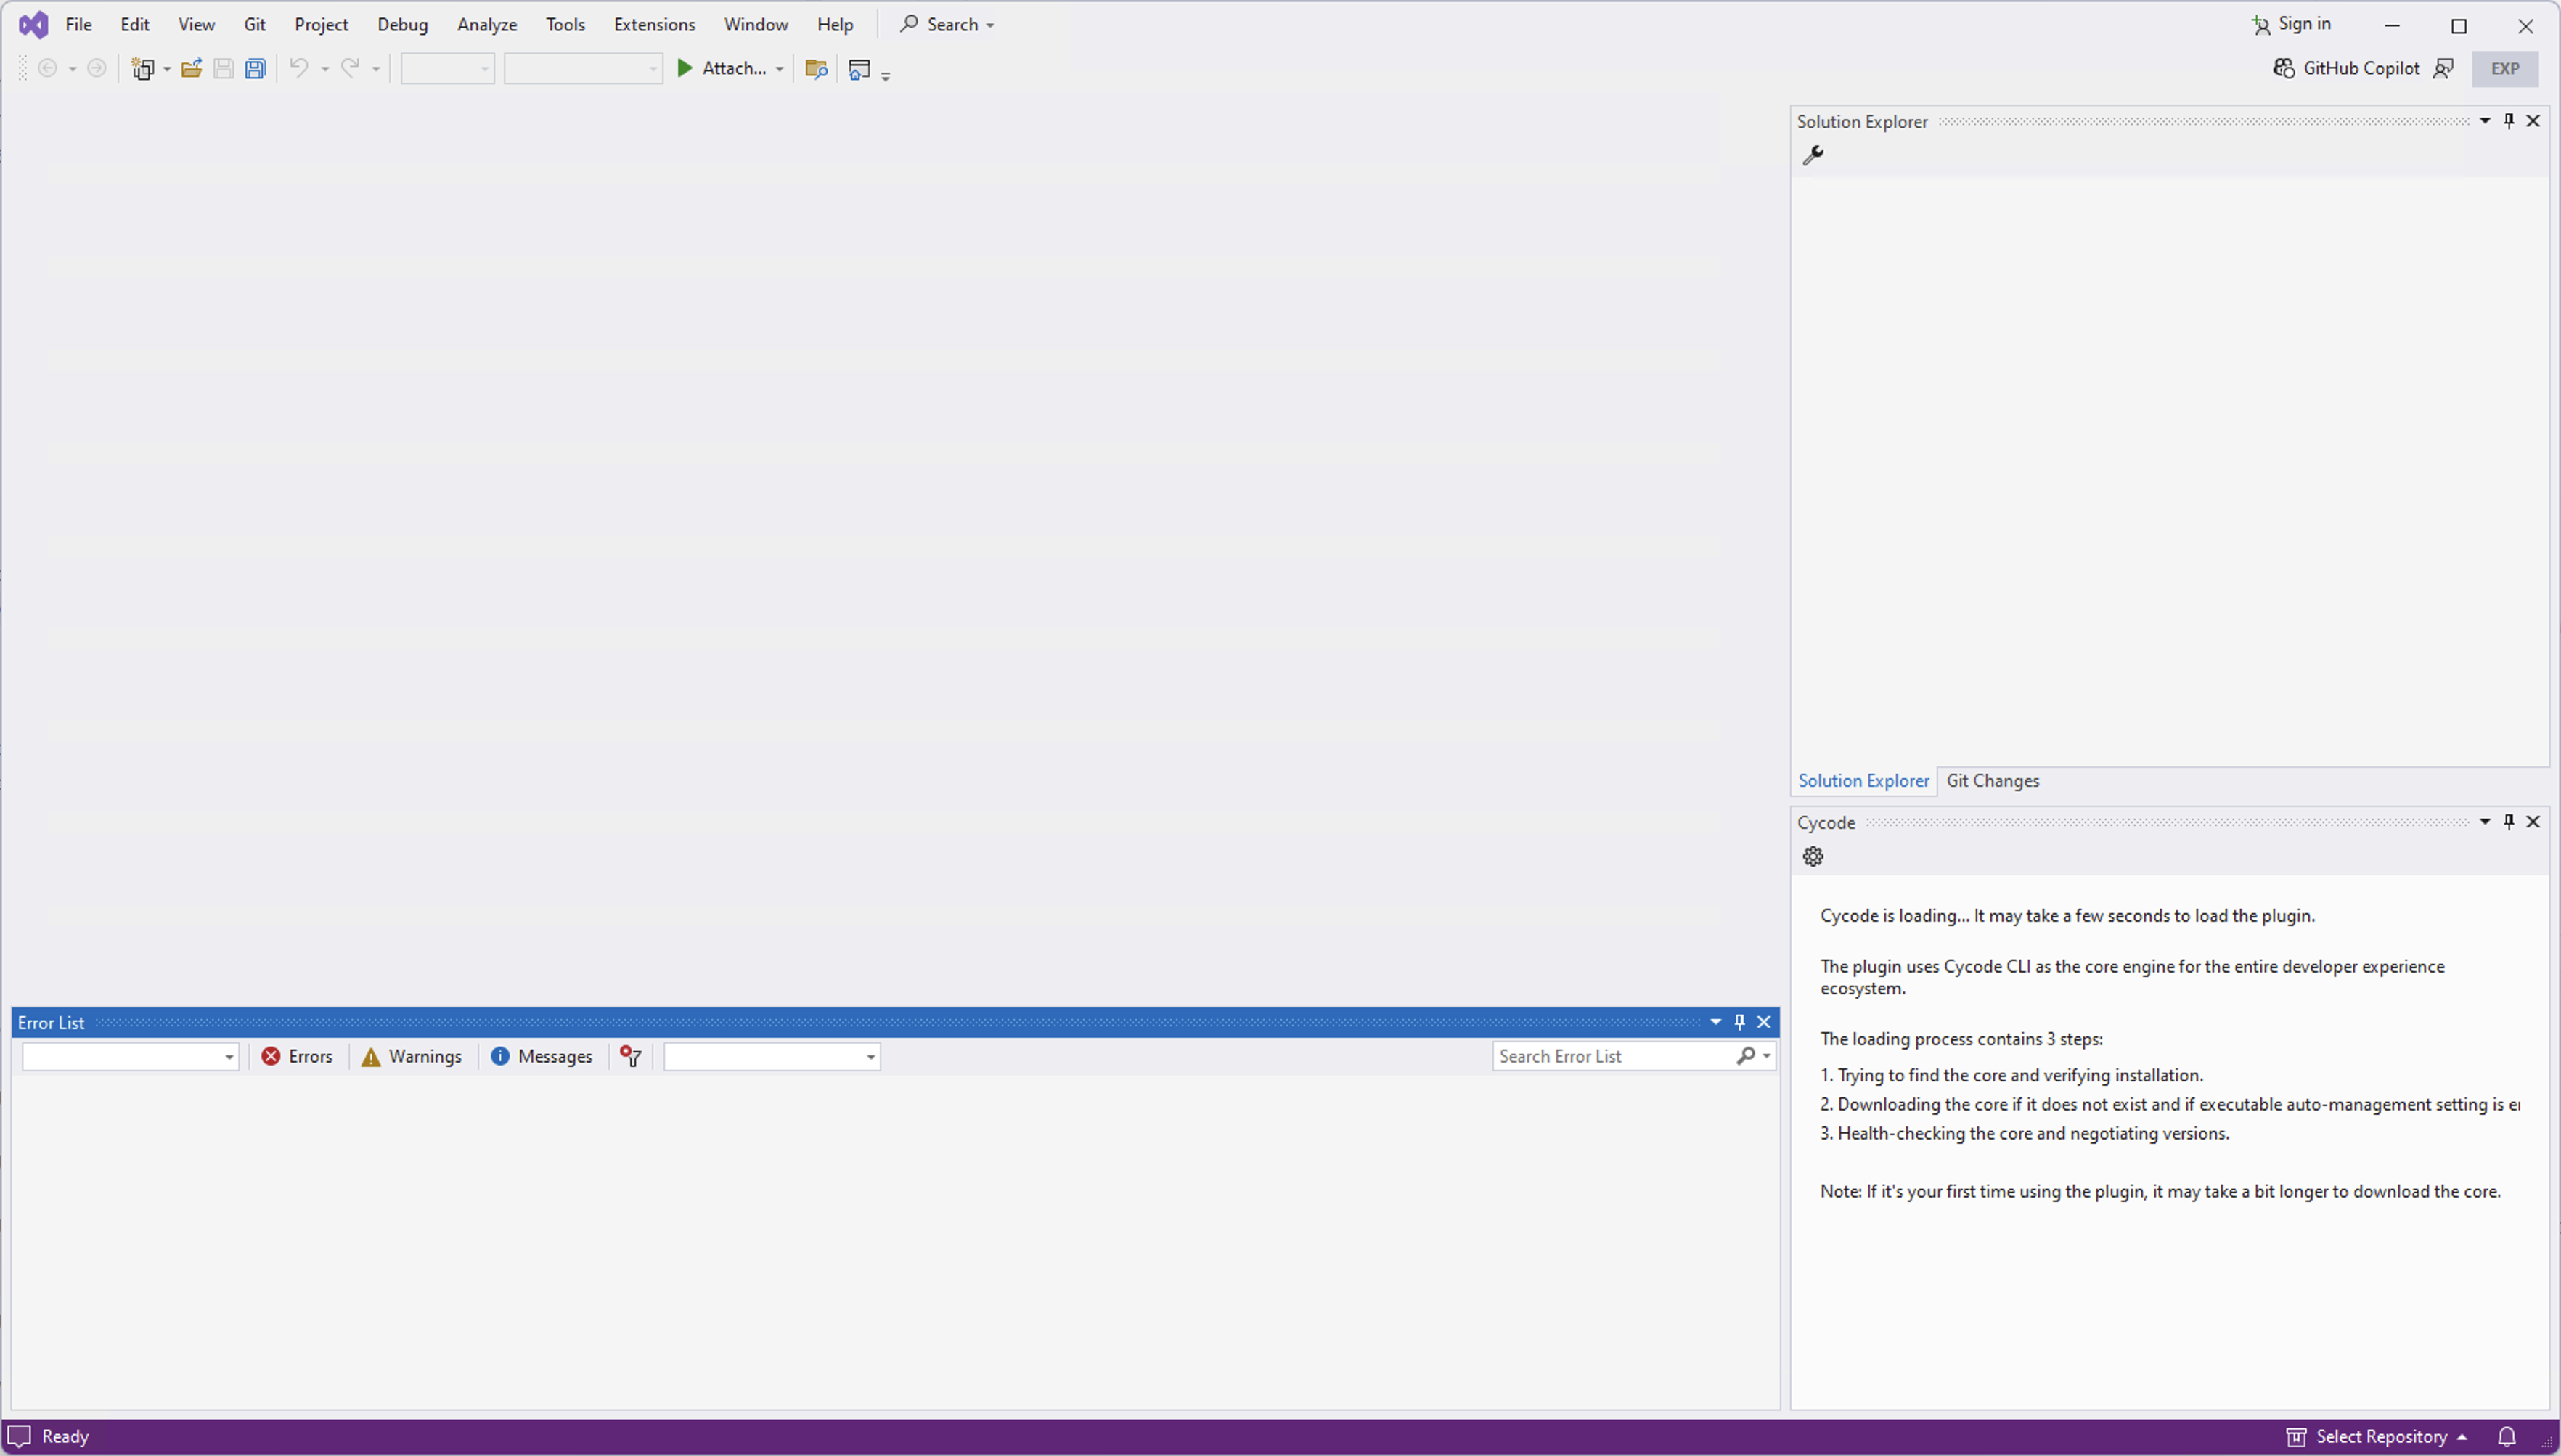 File Edit View Git Project Debug Analyze Tools Extensions Window Help Search Sign in
Attach... GitHub Copilot EXP
Solution Explorer
Solution Explorer Git Changes
Cycode
Cycode is loading... It may take a few seconds to load the plugin.
The plugin uses Cycode CLI as the core engine for the entire developer experience
ecosystem.
The loading process contains 3 steps:
1. Trying to find the core and verifying installation.
2. Downloading the core if it does not exist and if executable auto-management setting is
3. Health-checking the core and negotiating versions.
Note: If it's your first time using the plugin, it may take a bit longer to download the core.
Error List
Errors Warnings Messages Search Error List
Ready Select Repository